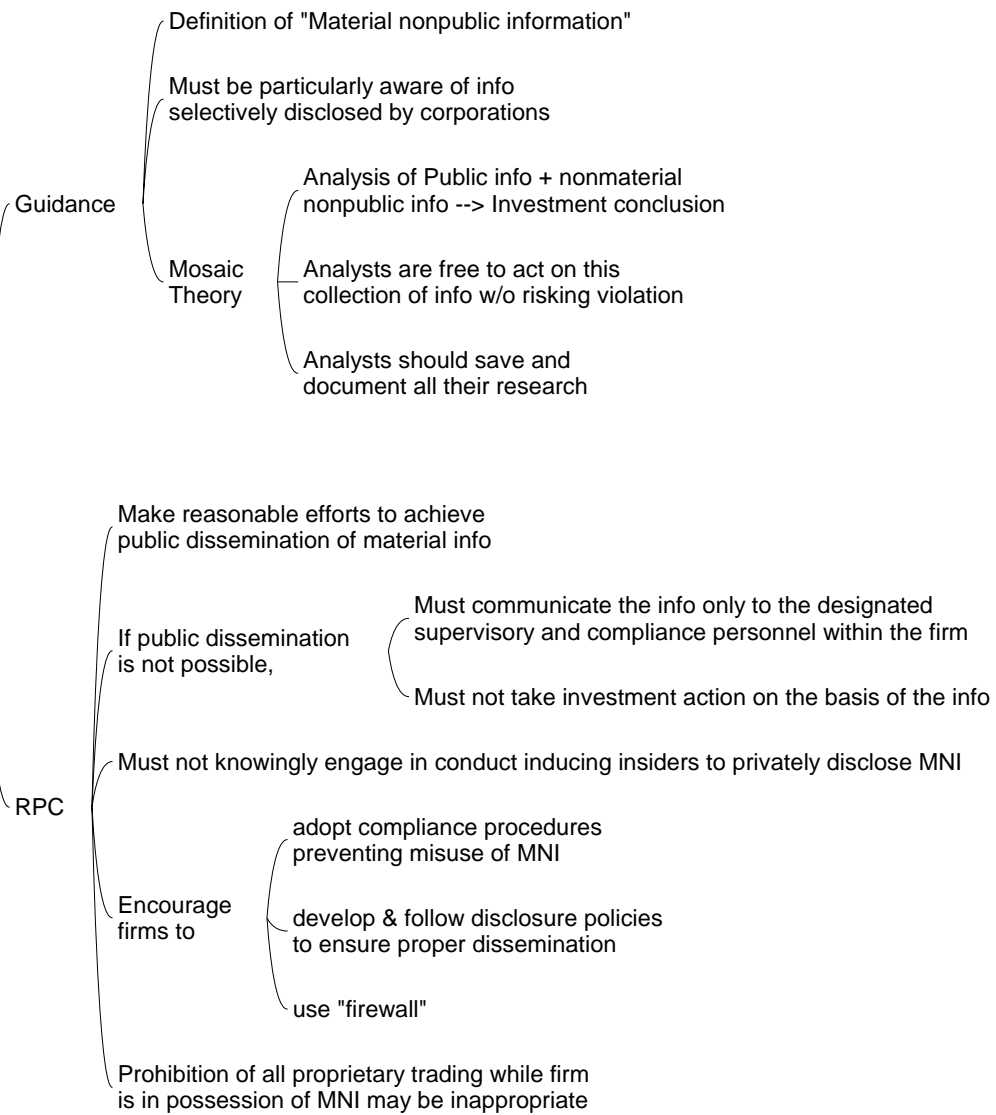 Definition of "Material nonpublic information"
Must be particularly aware of info
selectively disclosed by corporations
Guidance
Analysis of Public info + nonmaterial
nonpublic info --> Investment conclusion
Mosaic
Theory
Analysts are free to act on this
collection of info w/o risking violation
Analysts should save and
document all their research
Make reasonable efforts to achieve
public dissemination of material info
If public dissemination
is not possible,
Must communicate the info only to the designated
supervisory and compliance personnel within the firm
Must not take investment action on the basis of the info
Must not knowingly engage in conduct inducing insiders to privately disclose MNI
RPC
Encourage
firms to
adopt compliance procedures
preventing misuse of MNI
develop & follow disclosure policies
to ensure proper dissemination
use "firewall"
Prohibition of all proprietary trading while firm
is in possession of MNI may be inappropriate